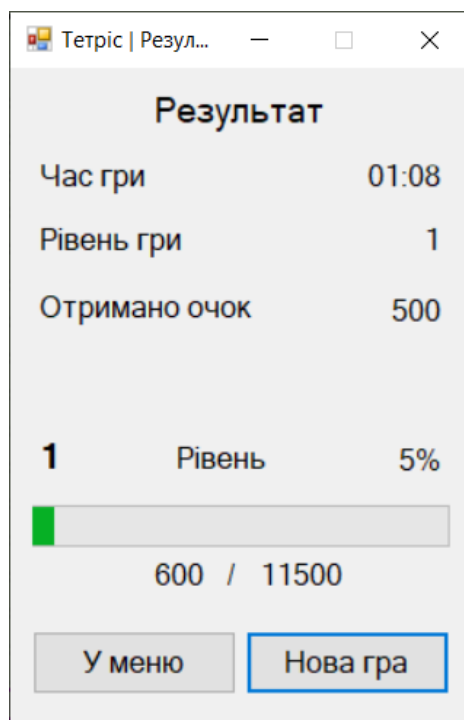 Тетріс | Резул...
Результат
Час гри 01:08
Рівень гри 1
Отримано очок 500
1 Рівень 5%
600 / 11500
У меню Нова гра